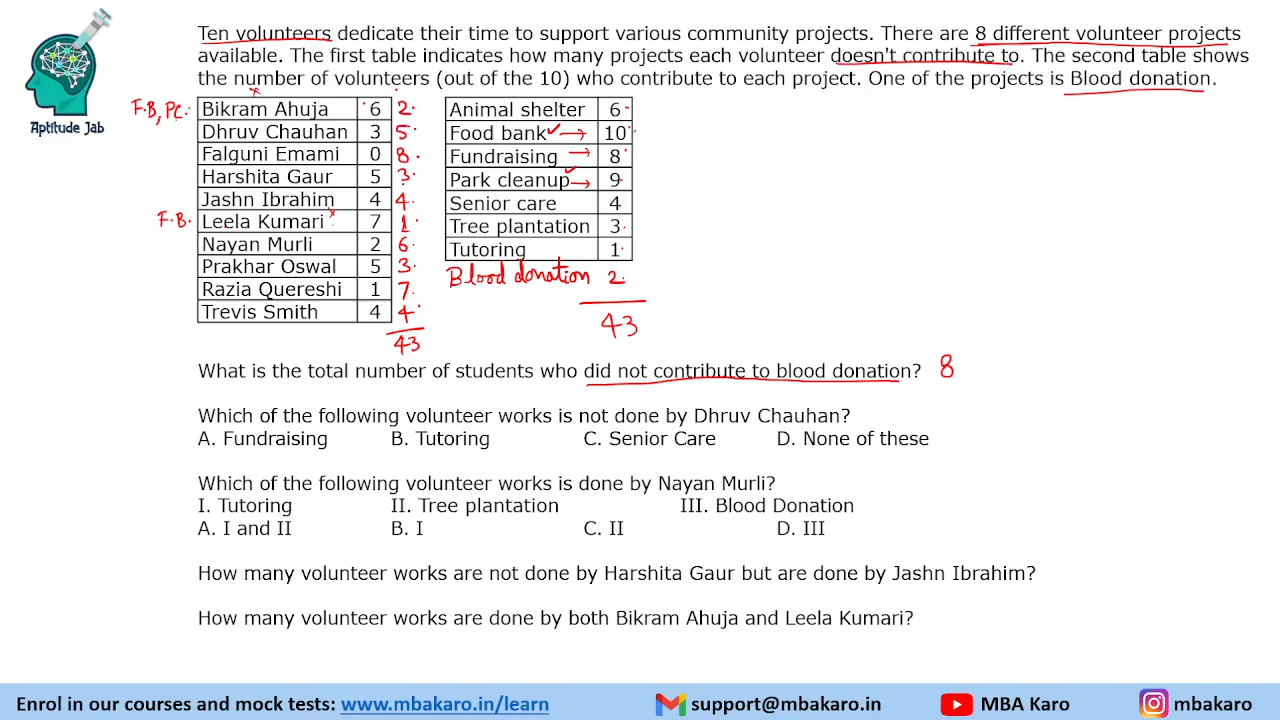 Ten volunteers dedicate their time to support various community projects. There are 8 different volunteer projects
available. The first table indicates how many projects each volunteer doesn't contribute to. The second table shows
the number of volunteers (out of the 10) who contribute to each project. One of the projects is Blood donation.
Aptitude Jab
F.B, P.C. Bikram Ahuja 6 2
Dhruv Chauhan 3 5
Falguni Emami 0 8
Harshita Gaur 5 3
Jashn Ibrahim 4 4
F.B. Leela Kumari 7 1
Nayan Murli 2 6
Prakhar Oswal 5 3
Razia Quereshi 1 7
Trevis Smith 4 4
43
Animal shelter 6
Food bank 10
Fundraising 8
Park cleanup 9
Senior care 4
Tree plantation 3
Tutoring 1
Blood donation 2
43
What is the total number of students who did not contribute to blood donation? 8
Which of the following volunteer works is not done by Dhruv Chauhan?
A. Fundraising B. Tutoring C. Senior Care D. None of these
Which of the following volunteer works is done by Nayan Murli?
I. Tutoring II. Tree plantation III. Blood Donation
A. I and II B. I C. II D. III
How many volunteer works are not done by Harshita Gaur but are done by Jashn Ibrahim?
How many volunteer works are done by both Bikram Ahuja and Leela Kumari?
Enrol in our courses and mock tests: www.mbakaro.in/learn support@mbakaro.in MBA Karo mbakaro